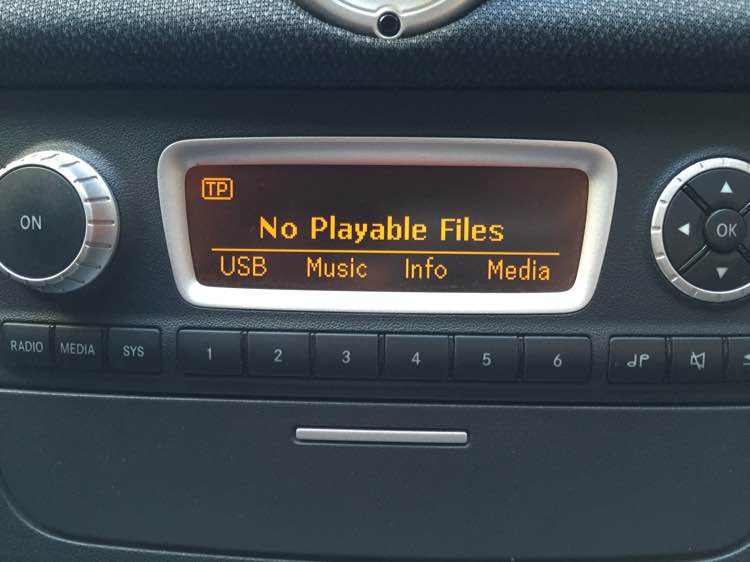 TP
No Playable Files
USB Music Info Media
ON
OK
RADIO MEDIA SYS 1 2 3 4 5 6